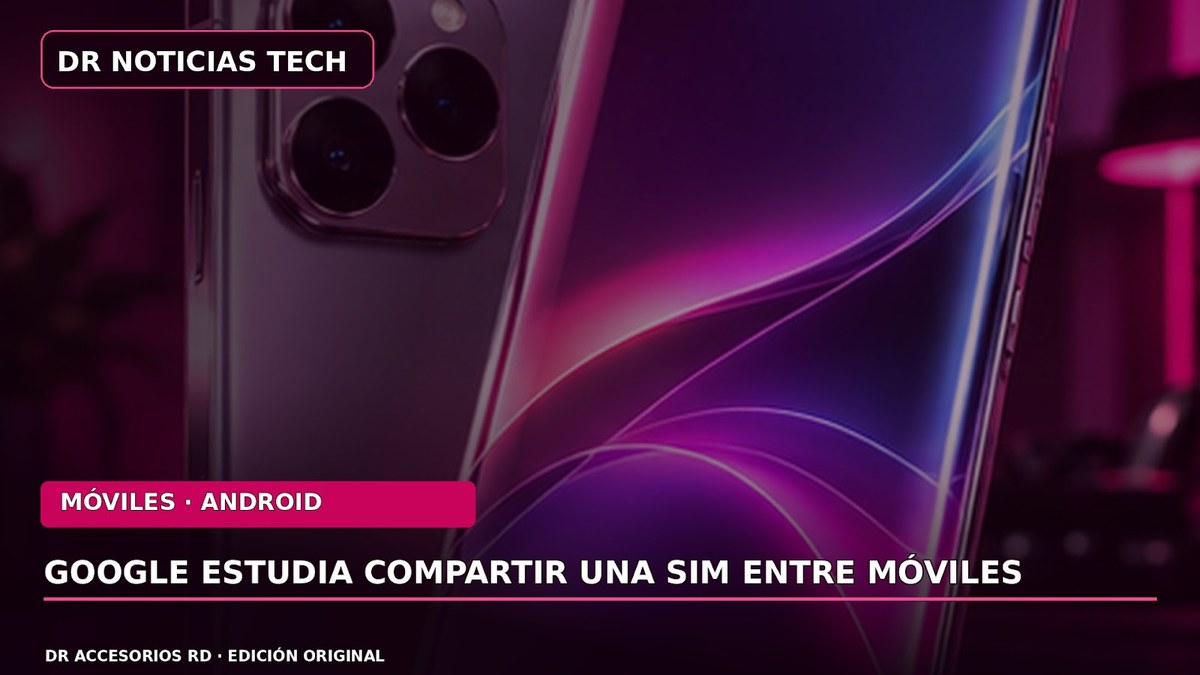 DR NOTICIAS TECH
MÓVILES · ANDROID
GOOGLE ESTUDIA COMPARTIR UNA SIM ENTRE MÓVILES
DR ACCESORIOS RD · EDICIÓN ORIGINAL